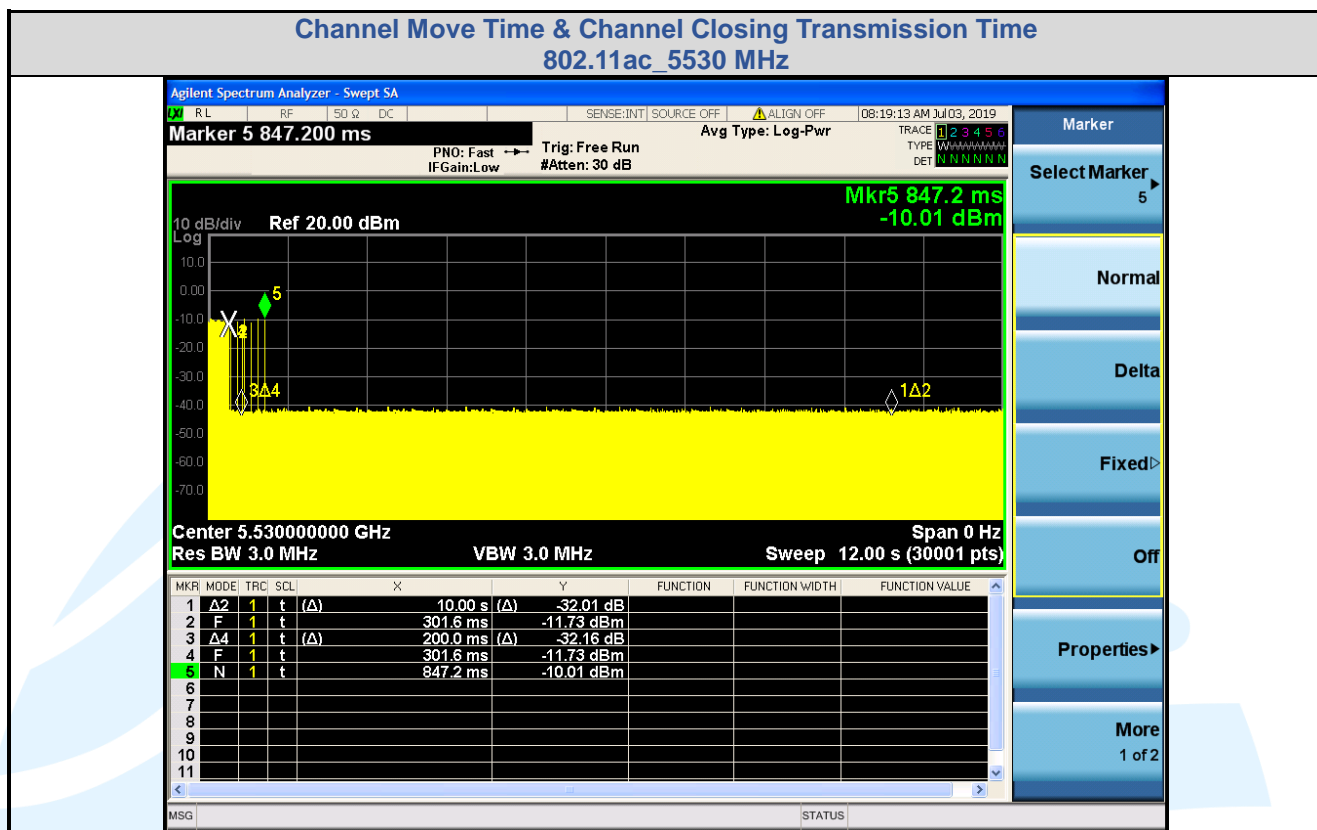 Channel Move Time & Channel Closing Transmission Time
802.11ac_5530 MHz
Agilent Spectrum Analyzer - Swept SA
LXI RL RF 50 Ω DC SENSE:INT SOURCE OFF ALIGN OFF 08:19:13 AM Jul 03, 2019
Marker 5 847.200 ms
PNO: Fast
IFGain:Low
Trig: Free Run
#Atten: 30 dB
Avg Type: Log-Pwr
TRACE 1 2 3 4 5 6
TYPE W
DET N N N N N N
Mkr5 847.2 ms
-10.01 dBm
10 dB/div Ref 20.00 dBm
Log
10.0
0.00
-10.0
-20.0
-30.0
-40.0
-50.0
-60.0
-70.0
5
3Δ4
1Δ2
Center 5.530000000 GHz Span 0 Hz
Res BW 3.0 MHz VBW 3.0 MHz Sweep 12.00 s (30001 pts)
MKR MODE TRC SCL X Y FUNCTION FUNCTION WIDTH FUNCTION VALUE
1 Δ2 1 t (Δ) 10.00 s (Δ) -32.01 dB
2 F 1 t 301.6 ms -11.73 dBm
3 Δ4 1 t (Δ) 200.0 ms (Δ) -32.16 dB
4 F 1 t 301.6 ms -11.73 dBm
5 N 1 t 847.2 ms -10.01 dBm
6
7
8
9
10
11
MSG STATUS
Marker
Select Marker
5
Normal
Delta
Fixed
Off
Properties
More
1 of 2